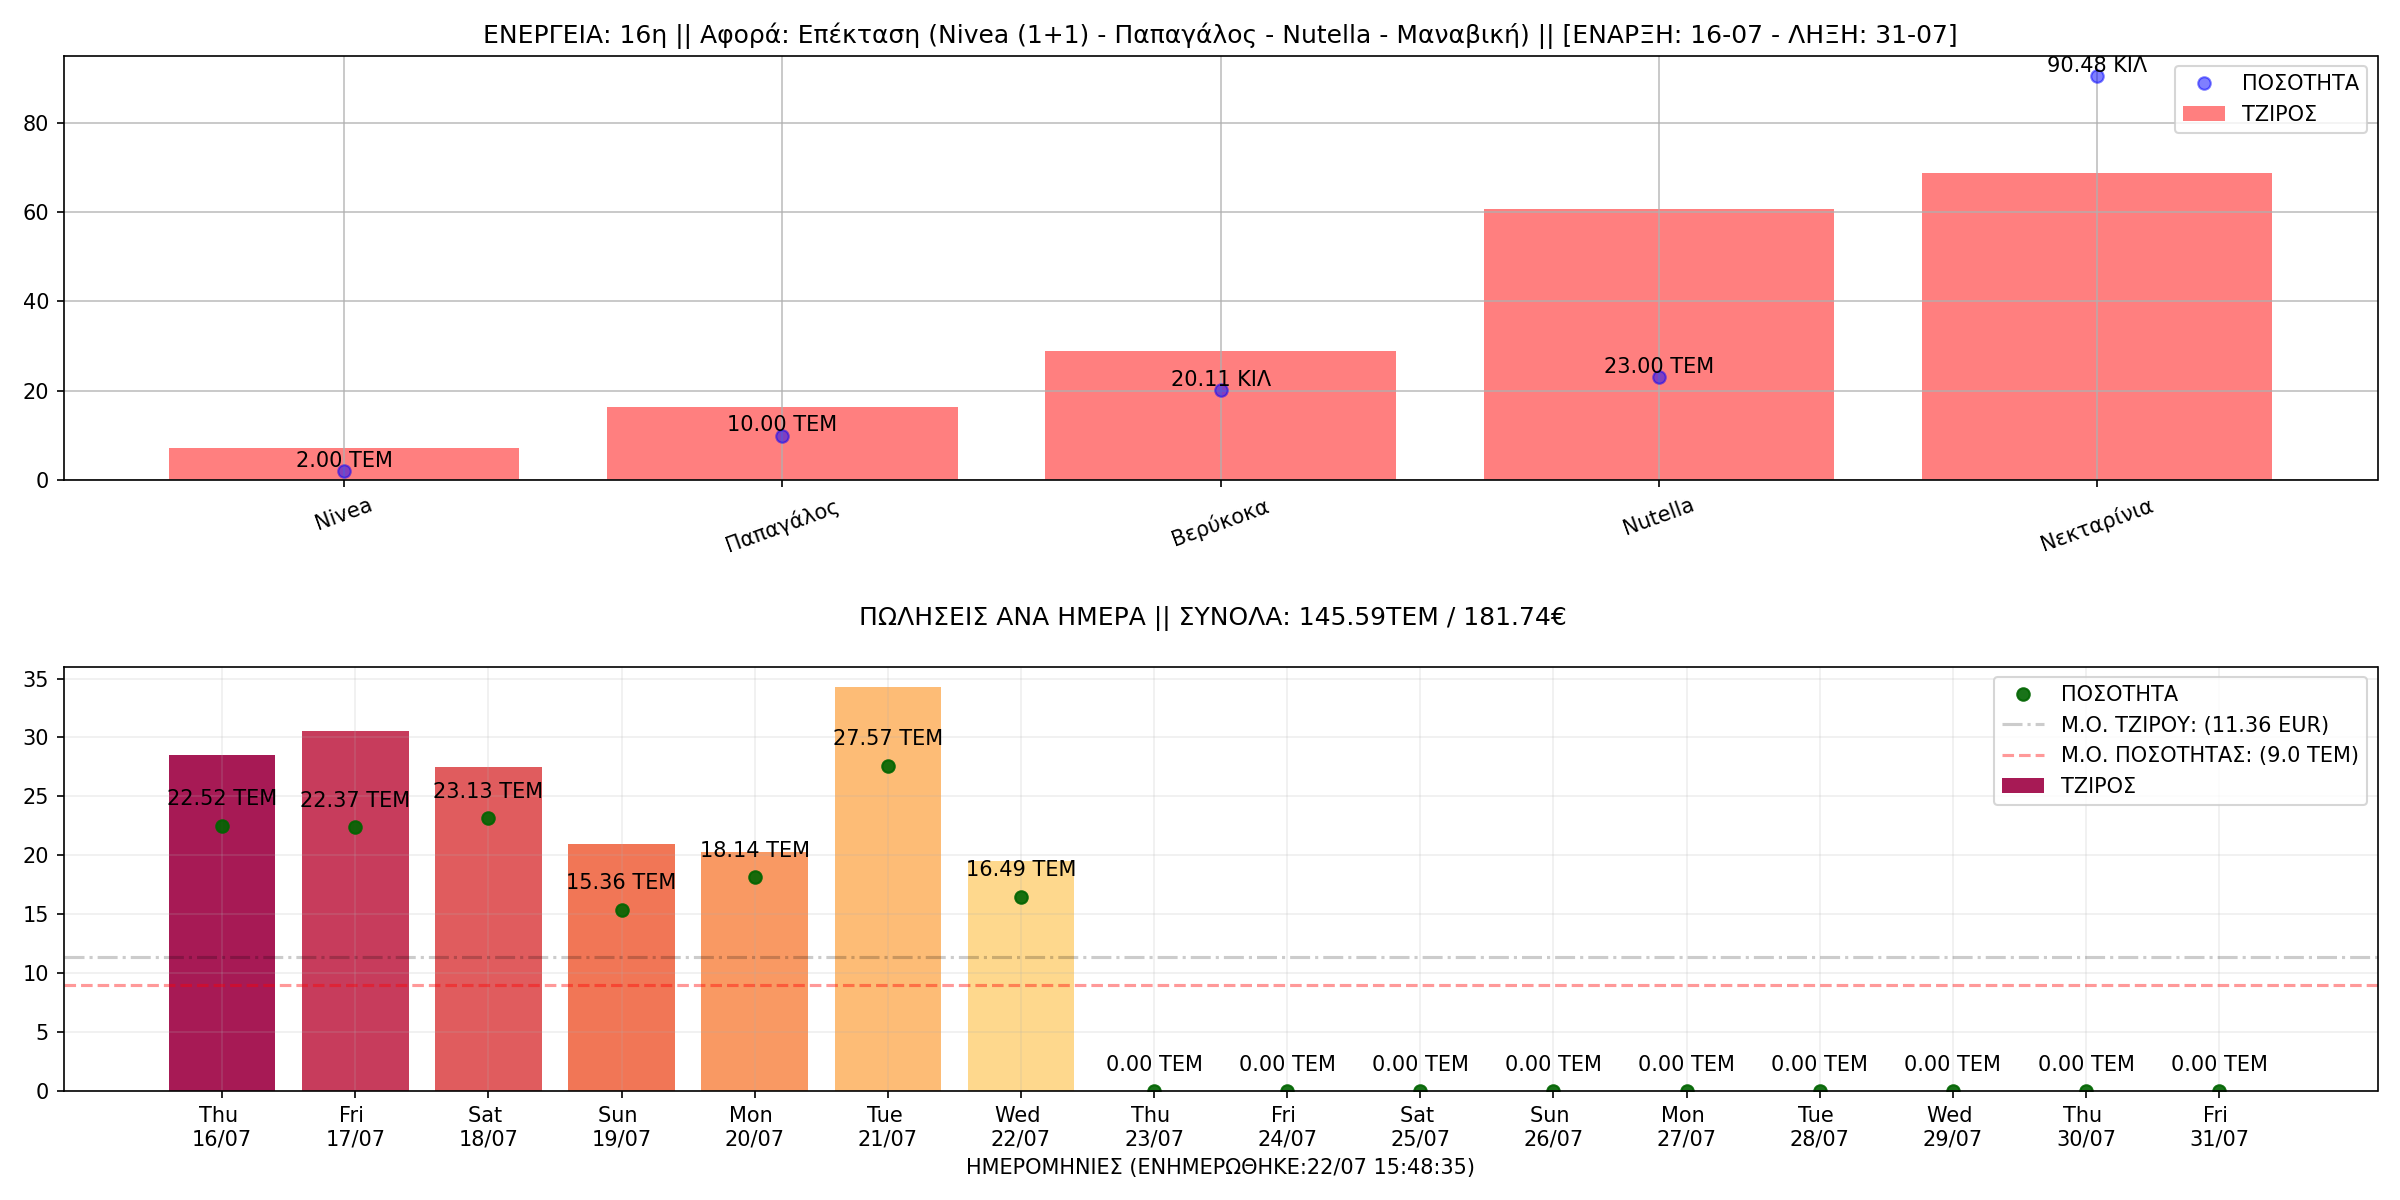 ΕΝΕΡΓΕΙΑ: 16η || Αφορά: Επέκταση (Nivea (1+1) - Παπαγάλος - Nutella - Μαναβική) || [ΕΝΑΡΞΗ: 16-07 - ΛΗΞΗ: 31-07]
90.48 ΚΙΛ
ΠΟΣΟΤΗΤΑ
ΤΖΙΡΟΣ
80
60
40
20
0
23.00 ΤΕΜ
20.11 ΚΙΛ
10.00 ΤΕΜ
2.00 ΤΕΜ
Nivea
Παπαγάλος
Βερύκοκα
Nutella
Νεκταρίνια
ΠΩΛΗΣΕΙΣ ΑΝΑ ΗΜΕΡΑ || ΣΥΝΟΛΑ: 145.59ΤΕΜ / 181.74€
35
30
25
20
15
10
5
0
ΠΟΣΟΤΗΤΑ
Μ.Ο. ΤΖΙΡΟΥ: (11.36 EUR)
Μ.Ο. ΠΟΣΟΤΗΤΑΣ: (9.0 ΤΕΜ)
ΤΖΙΡΟΣ
22.52 ΤΕΜ
22.37 ΤΕΜ
23.13 ΤΕΜ
15.36 ΤΕΜ
18.14 ΤΕΜ
27.57 ΤΕΜ
16.49 ΤΕΜ
0.00 ΤΕΜ
0.00 ΤΕΜ
0.00 ΤΕΜ
0.00 ΤΕΜ
0.00 ΤΕΜ
0.00 ΤΕΜ
0.00 ΤΕΜ
0.00 ΤΕΜ
0.00 ΤΕΜ
Thu
16/07
Fri
17/07
Sat
18/07
Sun
19/07
Mon
20/07
Tue
21/07
Wed
22/07
Thu
23/07
Fri
24/07
Sat
25/07
Sun
26/07
Mon
27/07
Tue
28/07
Wed
29/07
Thu
30/07
Fri
31/07
ΗΜΕΡΟΜΗΝΙΕΣ (ΕΝΗΜΕΡΩΘΗΚΕ:22/07 15:48:35)